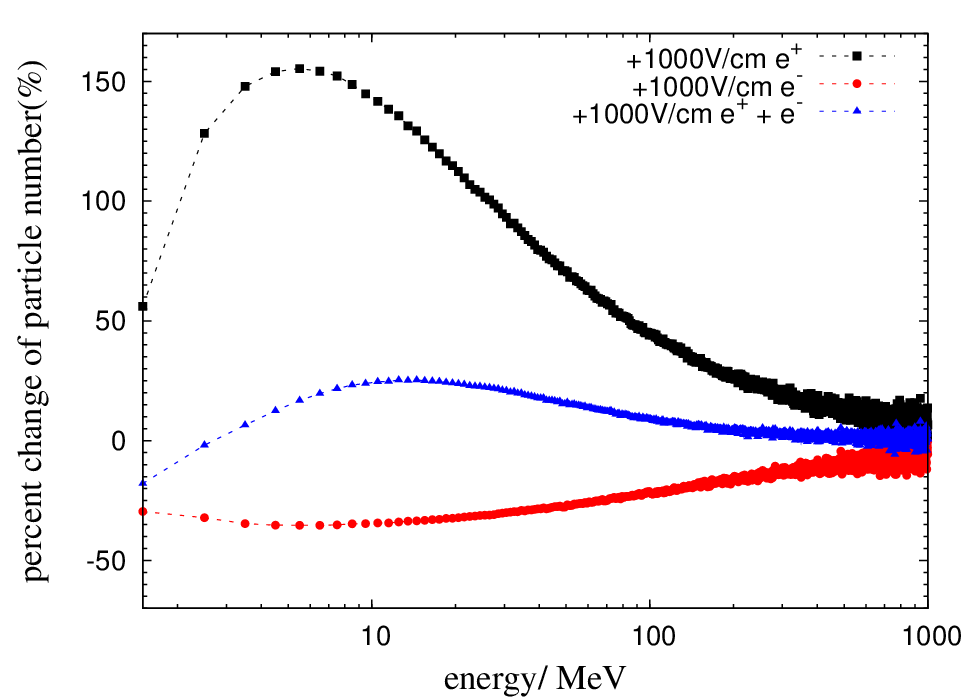 +1000V/cm e⁺
+1000V/cm e⁻
+1000V/cm e⁺ + e⁻
percent change of particle number(%)
150
100
50
0
-50
10
100
1000
energy/ MeV